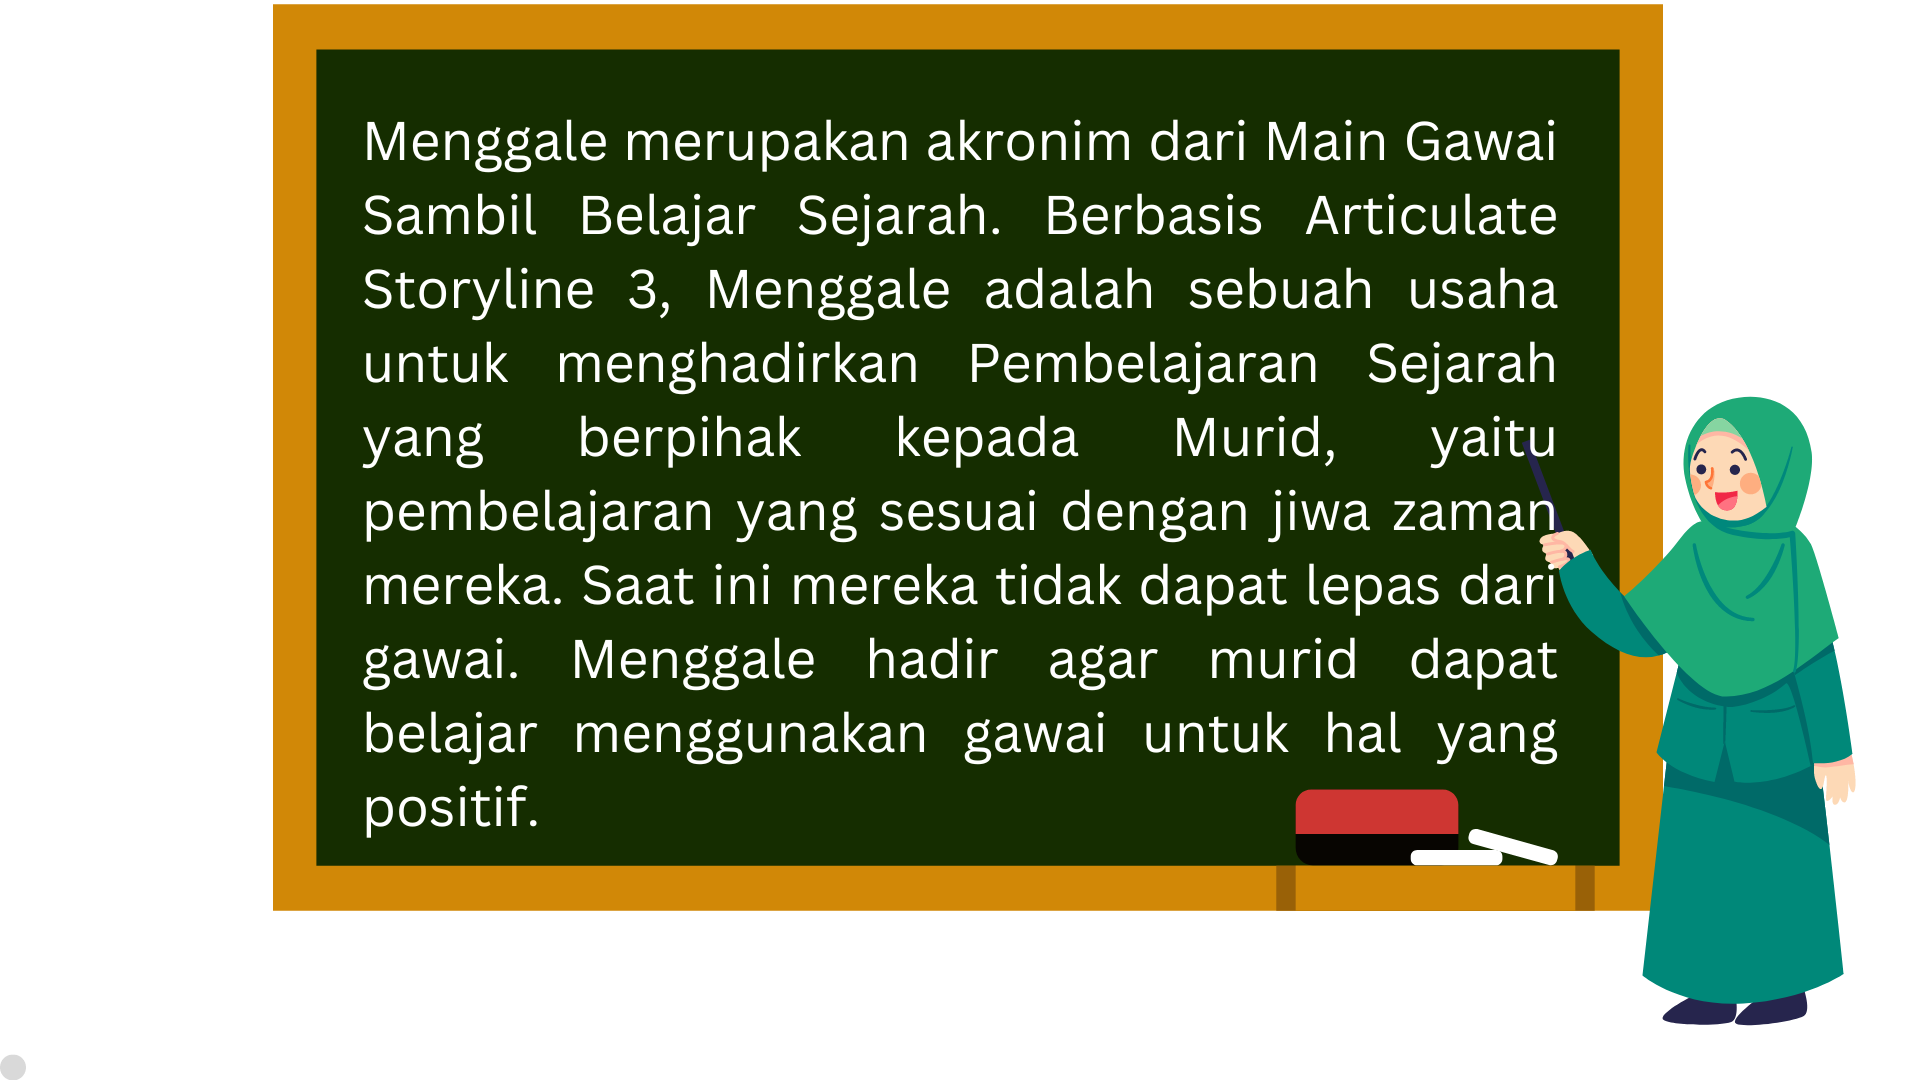 Menggale merupakan akronim dari Main Gawai
Sambil Belajar Sejarah. Berbasis Articulate
Storyline 3, Menggale adalah sebuah usaha
untuk menghadirkan Pembelajaran Sejarah
yang berpihak kepada Murid, yaitu
pembelajaran yang sesuai dengan jiwa zaman
mereka. Saat ini mereka tidak dapat lepas dari
gawai. Menggale hadir agar murid dapat
belajar menggunakan gawai untuk hal yang
positif.